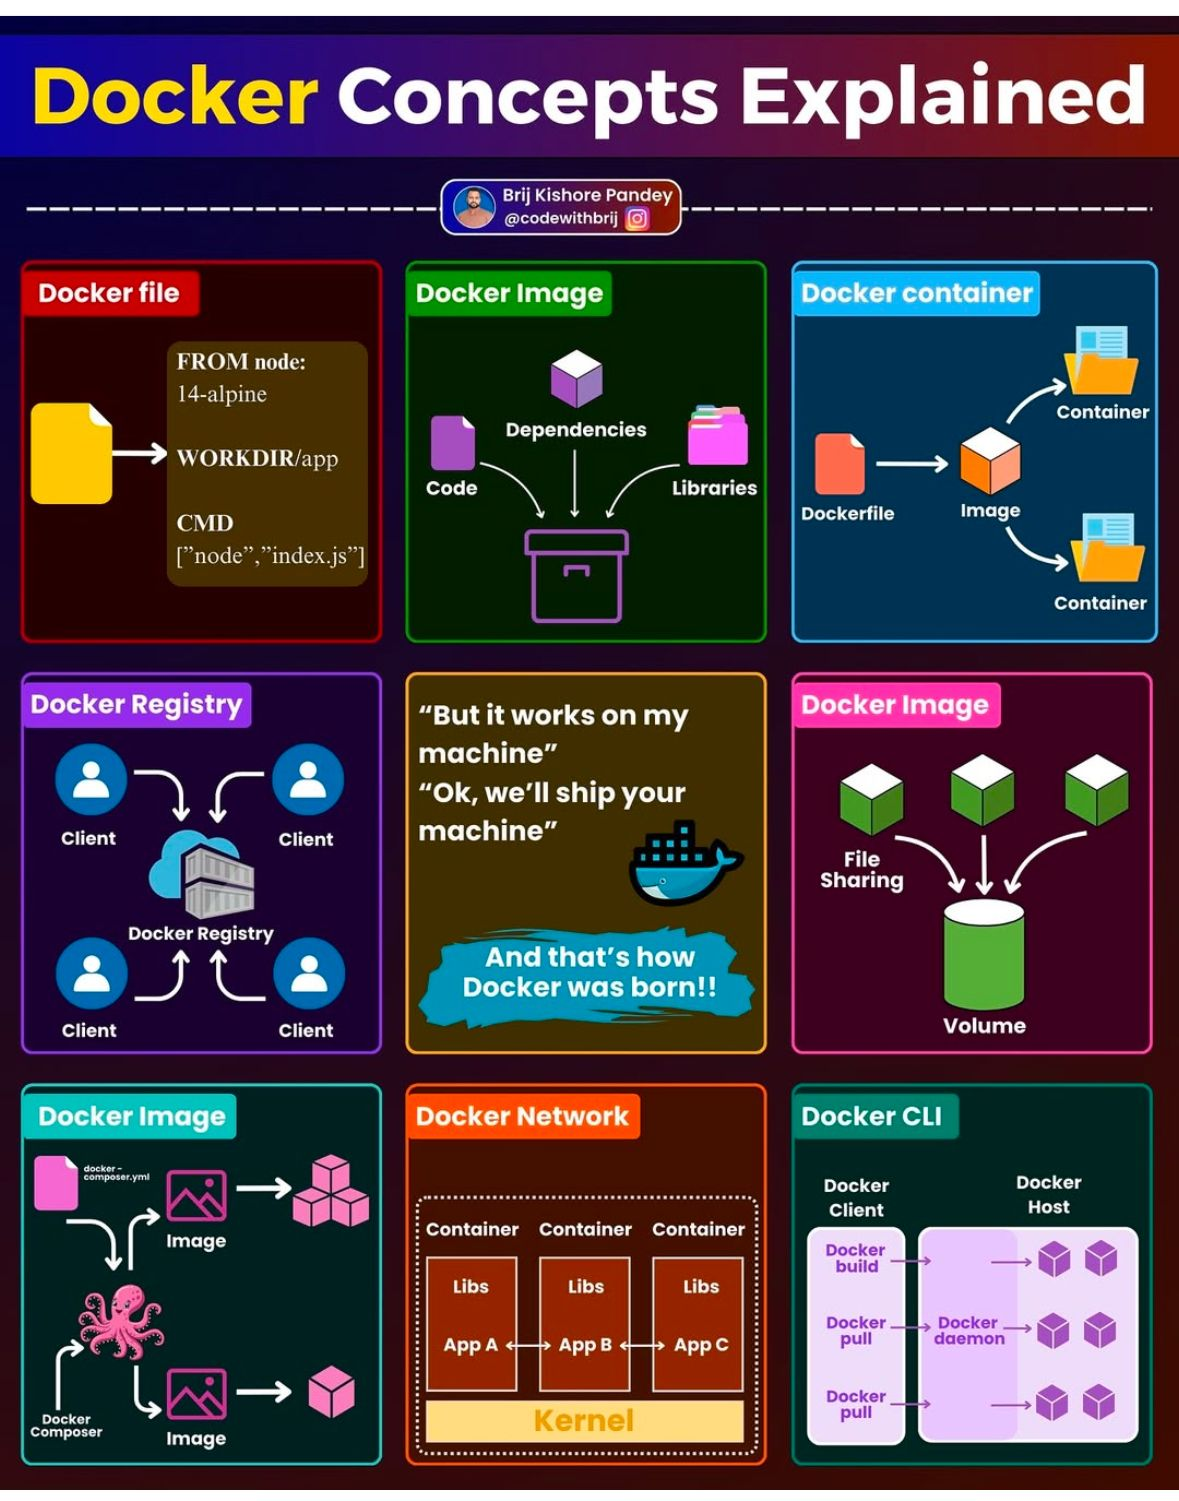 Docker Concepts Explained
Brij Kishore Pandey
@codewithbrij
Docker file
FROM node:
14-alpine
WORKDIR/app
CMD
["node","index.js"]
Docker Image
Dependencies
Code
Libraries
Docker container
Container
Dockerfile
Image
Container
Docker Registry
Client
Client
Docker Registry
Client
Client
“But it works on my
machine”
“Ok, we’ll ship your
machine”
And that’s how
Docker was born!!
Docker Image
File
Sharing
Volume
Docker Image
docker -
composer.yml
Image
Docker
Composer
Image
Docker Network
Container Container Container
Libs Libs Libs
App A App B App C
Kernel
Docker CLI
Docker
Client
Docker
Host
Docker
build
Docker
pull
Docker
daemon
Docker
pull